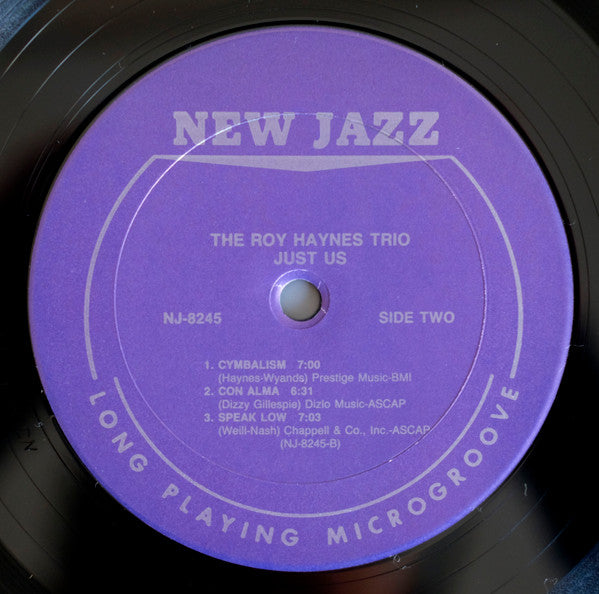 NEW JAZZ
THE ROY HAYNES TRIO
JUST US
NJ-8245 SIDE TWO
1. CYMBALISM 7:00
(Haynes-Wyands) Prestige Music-BMI
2. CON ALMA 6:31
(Dizzy Gillespie) Dizlo Music-ASCAP
3. SPEAK LOW 7:03
(Weill-Nash) Chappell & Co., Inc.-ASCAP
(NJ-8245-B)
LONG PLAYING MICROGROOVE